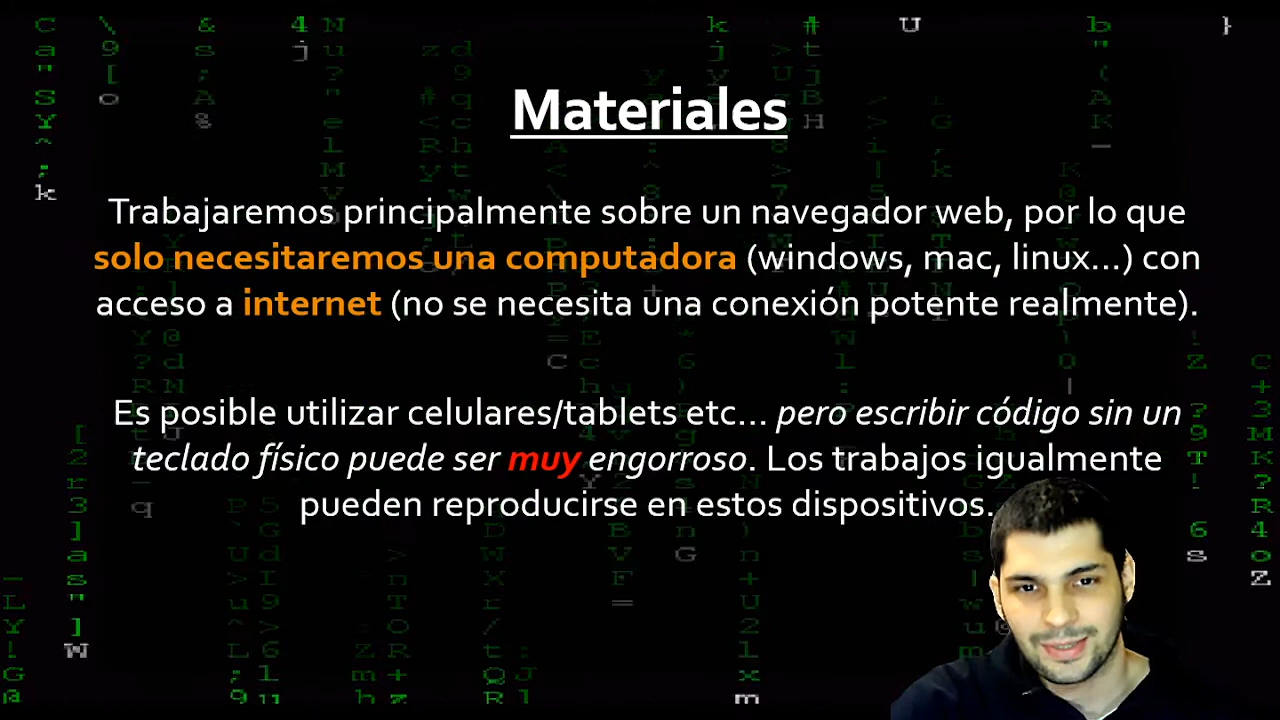 Materiales
Trabajaremos principalmente sobre un navegador web, por lo que
solo necesitaremos una computadora (windows, mac, linux...) con
acceso a internet (no se necesita una conexión potente realmente).
Es posible utilizar celulares/tablets etc... pero escribir código sin un
teclado físico puede ser muy engorroso. Los trabajos igualmente
pueden reproducirse en estos dispositivos.